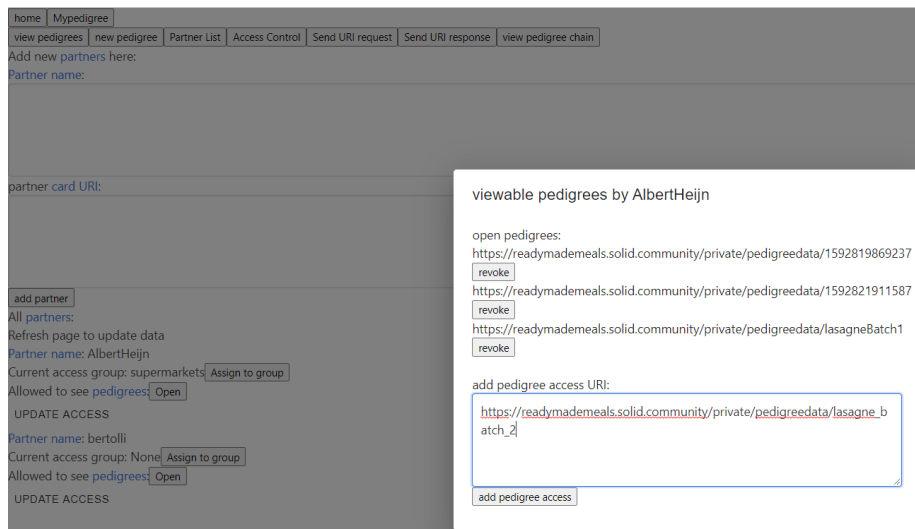 home Mypedigree
view pedigrees new pedigree Partner List Access Control Send URI request Send URI response view pedigree chain
Add new partners here:
Partner name:
partner card URI:
add partner
All partners:
Refresh page to update data
Partner name: AlbertHeijn
Current access group: supermarkets Assign to group
Allowed to see pedigrees: Open
UPDATE ACCESS
Partner name: bertolli
Current access group: None Assign to group
Allowed to see pedigrees: Open
UPDATE ACCESS
viewable pedigrees by AlbertHeijn
open pedigrees:
https://readymademeals.solid.community/private/pedigreedata/1592819869237
revoke
https://readymademeals.solid.community/private/pedigreedata/1592821911587
revoke
https://readymademeals.solid.community/private/pedigreedata/lasagneBatch1
revoke
add pedigree access URI:
https://readymademeals.solid.community/private/pedigreedata/lasagne_b
atch_2
add pedigree access